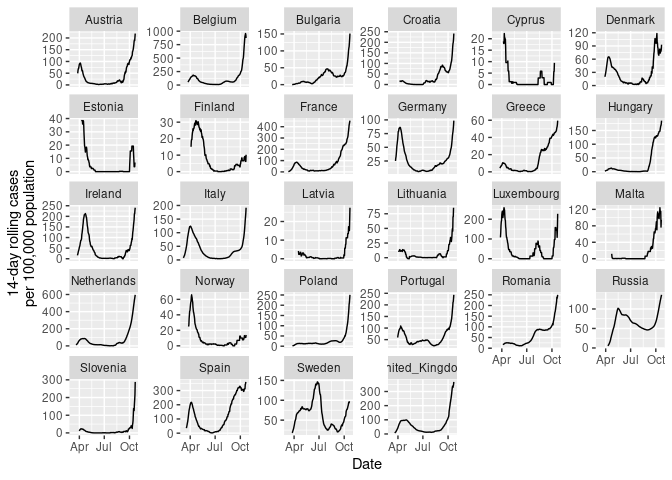 Austria Belgium Bulgaria Croatia Cyprus Denmark
200 150 100 50 0
1000 750 500 250 0
150 100 50 0
250 200 150 100 50 0
20 15 10 5 0
120 90 60 30 0
Estonia Finland France Germany Greece Hungary
40 30 20 10 0
30 20 10 0
400 300 200 100 0
100 75 50 25
60 40 20 0
150 100 50 0
Ireland Italy Latvia Lithuania Luxembourg Malta
250 200 150 100 50 0
200 150 100 50 0
20 10 0
75 50 25 0
200 100 0
120 80 40 0
Netherlands Norway Poland Portugal Romania Russia
600 400 200 0
60 40 20 0
250 200 150 100 50 0
250 200 150 100 50
250 200 150 100 50
100 50 0
Apr Jul Oct Apr Jul Oct
Slovenia Spain Sweden nited_Kingdo
300 200 100 0
300 200 100 0
150 100 50
300 200 100 0
Apr Jul Oct Apr Jul Oct Apr Jul Oct Apr Jul Oct
Date
14-day rolling cases
per 100,000 population